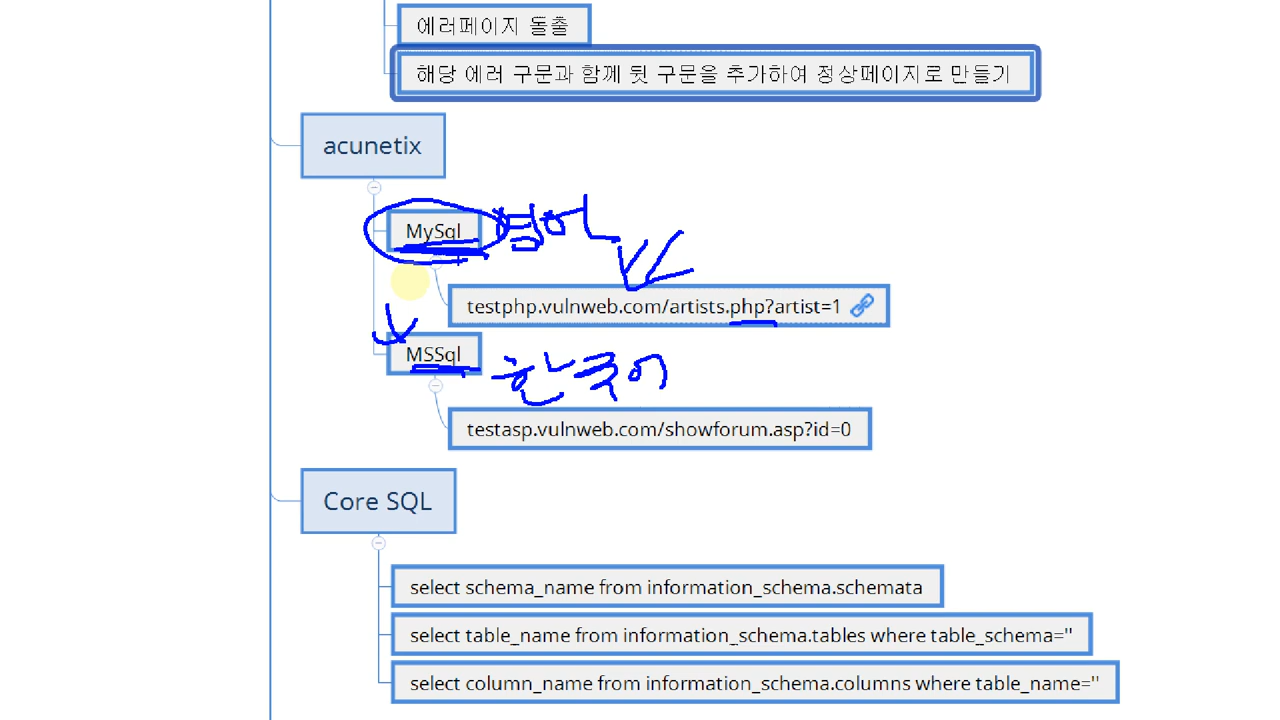 에러페이지 돌출
해당 에러 구문과 함께 뒷 구문을 추가하여 정상페이지로 만들기
acunetix
MySql
testphp.vulnweb.com/artists.php?artist=1
MSSql 한국어
testasp.vulnweb.com/showforum.asp?id=0
Core SQL
select schema_name from information_schema.schemata
select table_name from information_schema.tables where table_schema=''
select column_name from information_schema.columns where table_name=''